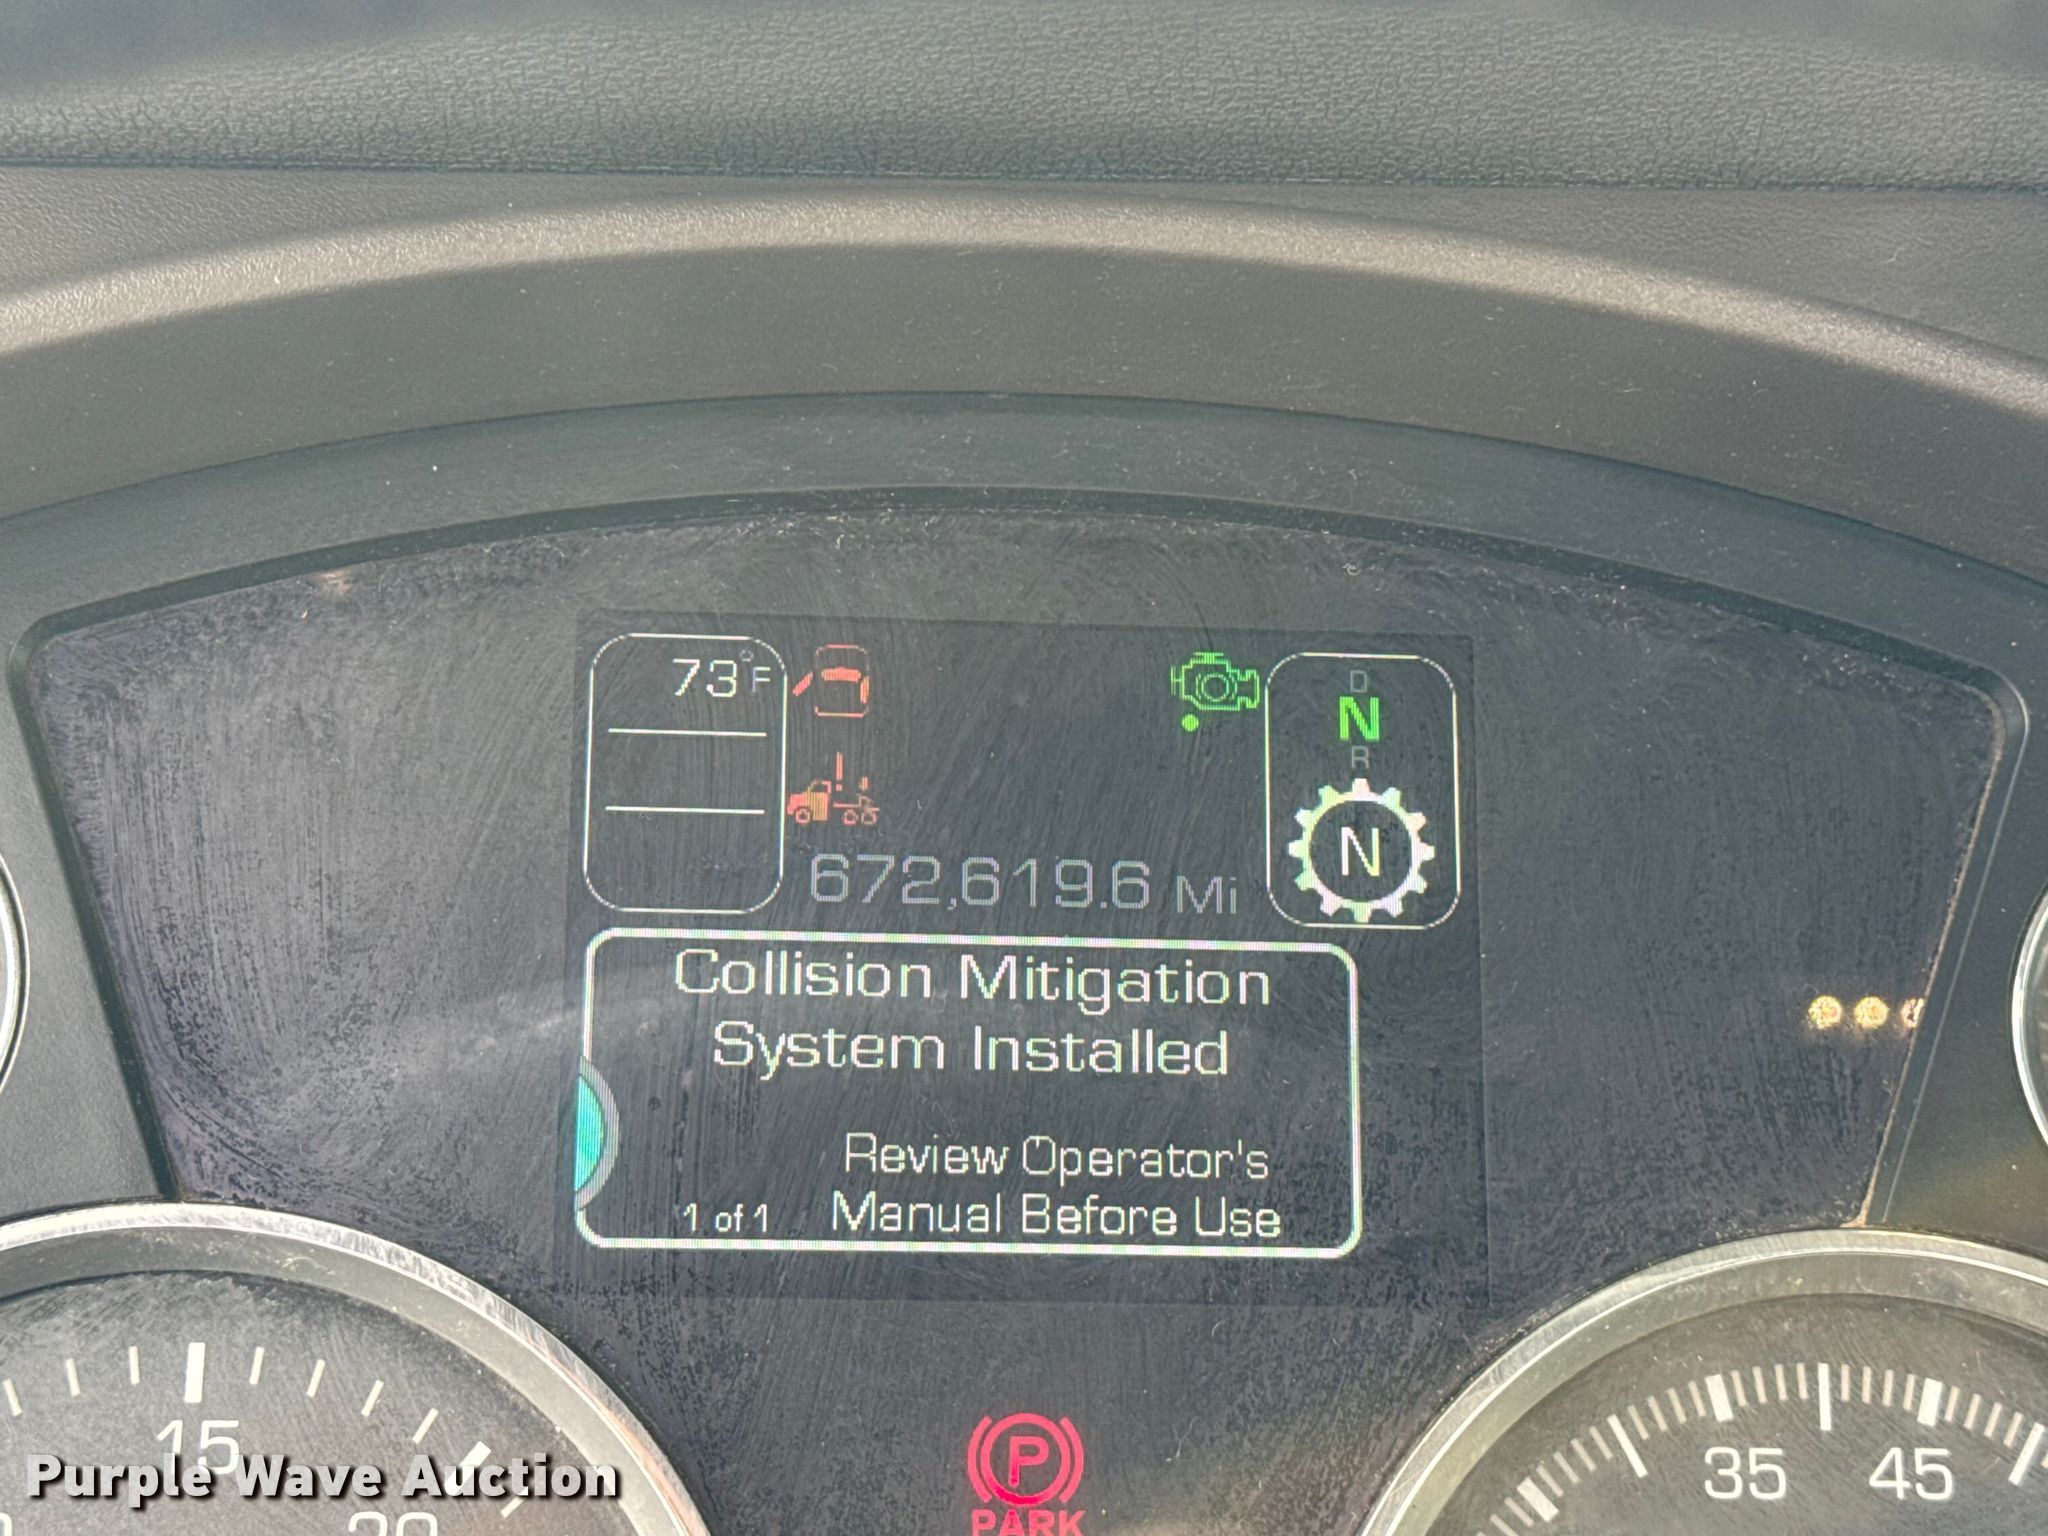 73°F
D
N
R
N
672,619.6 Mi
Collision Mitigation
System Installed
Review Operator's
1 of 1 Manual Before Use
15
20
35 45
P
PARK
Purple Wave Auction